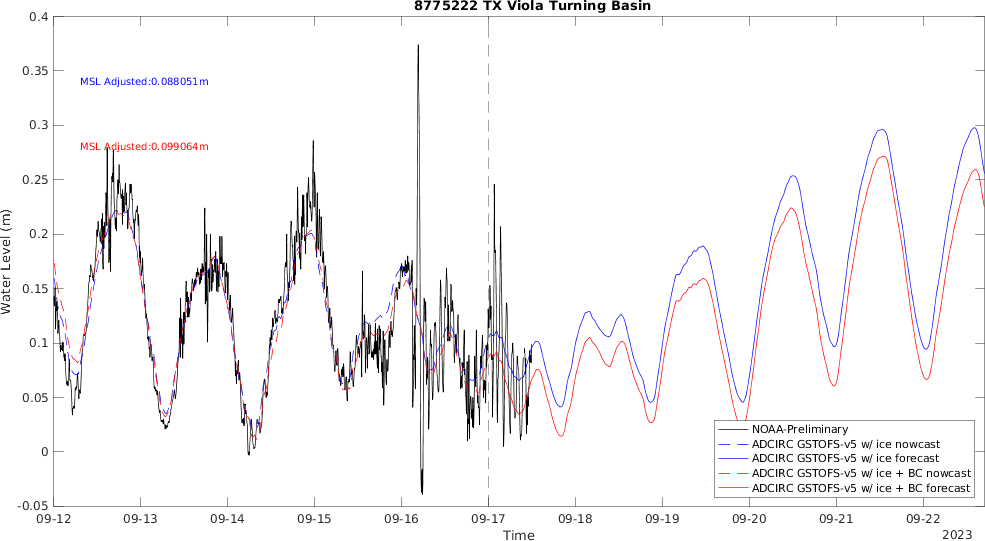 8775222 TX Viola Turning Basin
0.4
0.35
0.3
0.25
0.2
0.15
0.1
0.05
0
-0.05
Water Level (m)
MSL Adjusted:0.088051m
MSL Adjusted:0.099064m
NOAA-Preliminary
ADCIRC GSTOFS-v5 w/ ice nowcast
ADCIRC GSTOFS-v5 w/ ice forecast
ADCIRC GSTOFS-v5 w/ ice + BC nowcast
ADCIRC GSTOFS-v5 w/ ice + BC forecast
09-12 09-13 09-14 09-15 09-16 09-17 09-18 09-19 09-20 09-21 09-22
Time
2023